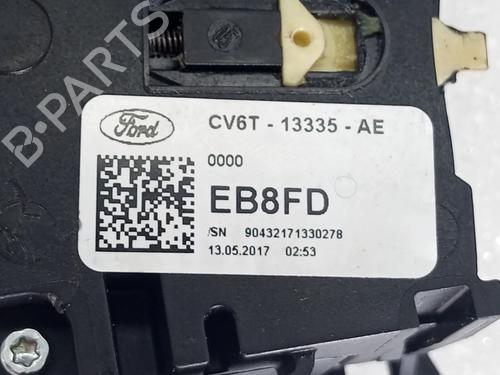 Ford
CV6T - 13335 - AE
0000
EB8FD
/SN 90432171330278
13.05.2017 02:53
B-PARTS